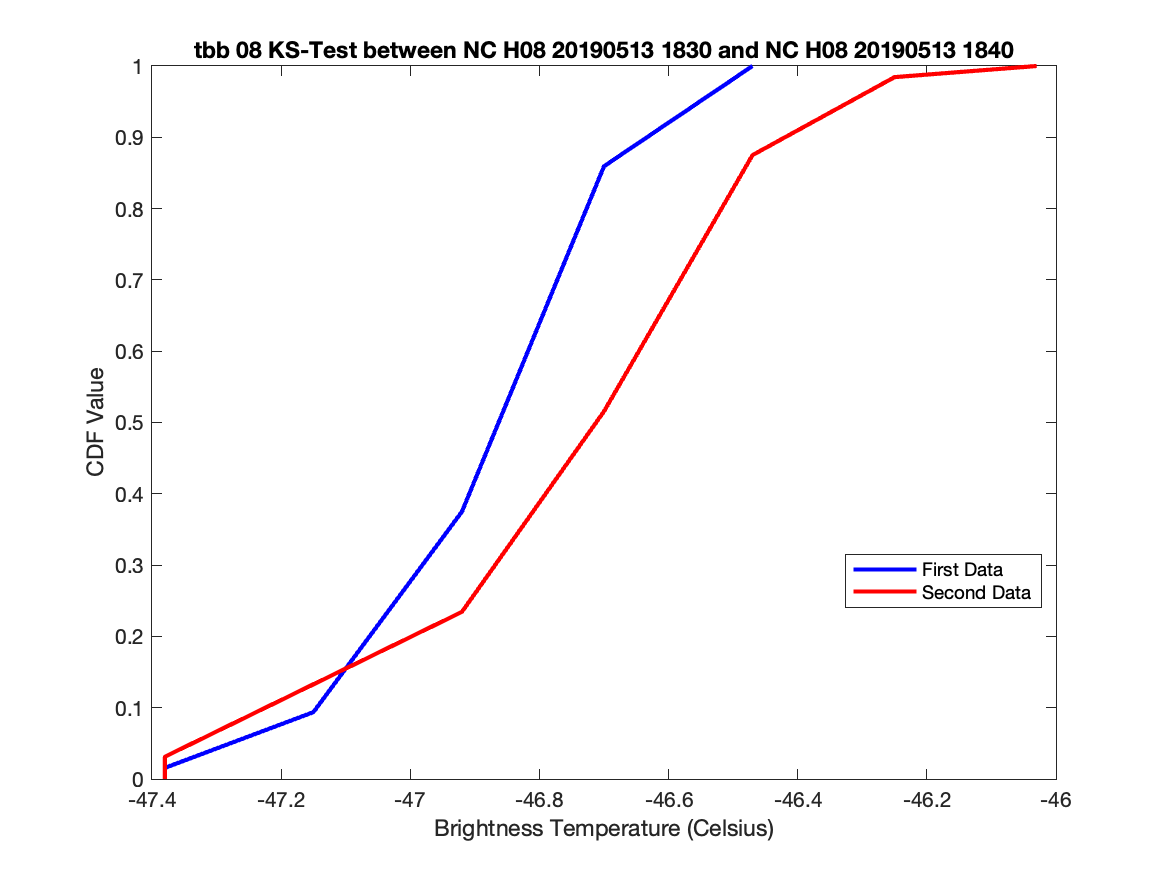 tbb 08 KS-Test between NC H08 20190513 1830 and NC H08 20190513 1840
1
0.9
0.8
0.7
0.6
0.5
0.4
0.3
0.2
0.1
0
CDF Value
First Data
Second Data
-47.4 -47.2 -47 -46.8 -46.6 -46.4 -46.2 -46
Brightness Temperature (Celsius)